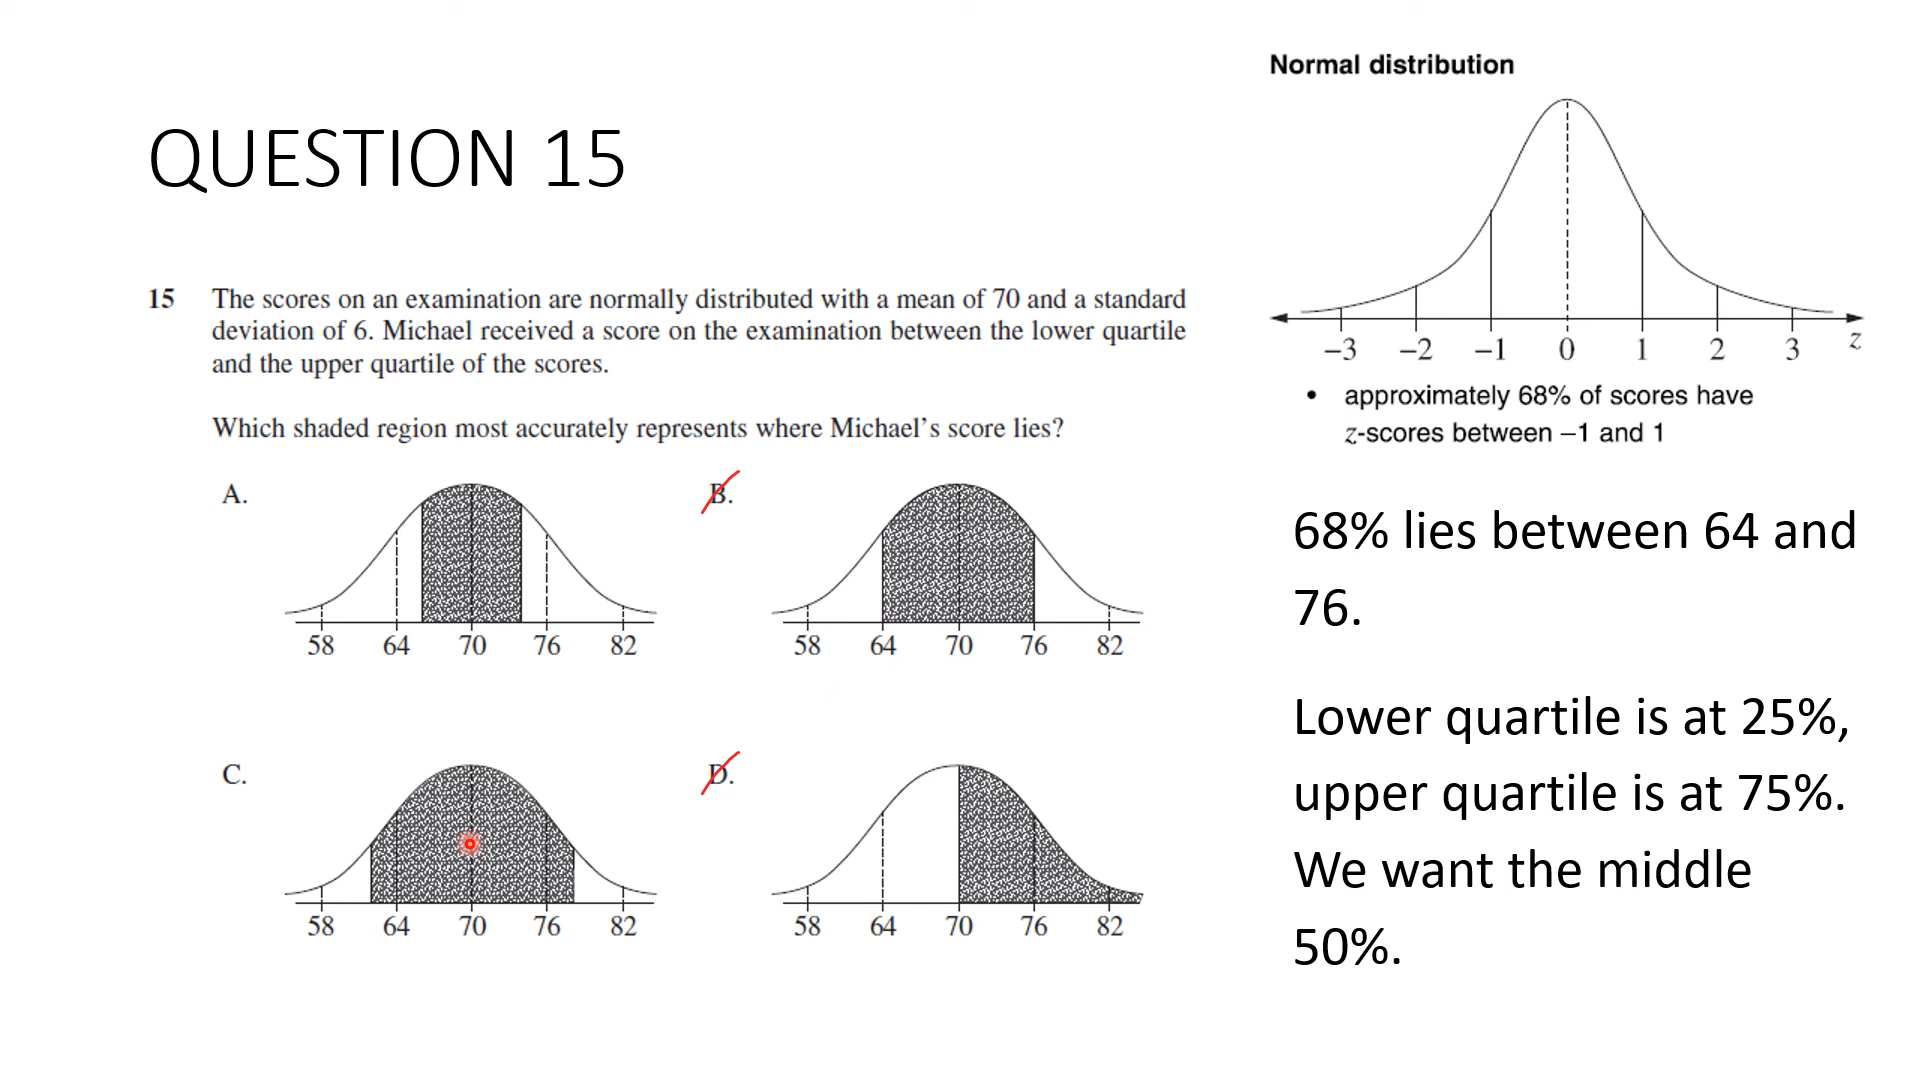 QUESTION 15
15 The scores on an examination are normally distributed with a mean of 70 and a standard
deviation of 6. Michael received a score on the examination between the lower quartile
and the upper quartile of the scores.
Which shaded region most accurately represents where Michael’s score lies?
A.
58 64 70 76 82
B.
58 64 70 76 82
C.
58 64 70 76 82
D.
58 64 70 76 82
Normal distribution
–3 –2 –1 0 1 2 3 z
• approximately 68% of scores have
z-scores between –1 and 1
68% lies between 64 and
76.
Lower quartile is at 25%,
upper quartile is at 75%.
We want the middle
50%.